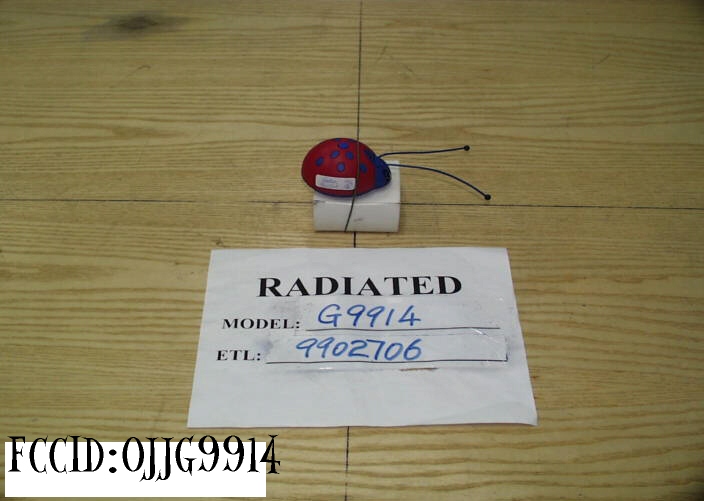 RADIATED
MODEL: G9914
ETL: 9902706
FCCID:OJJG9914